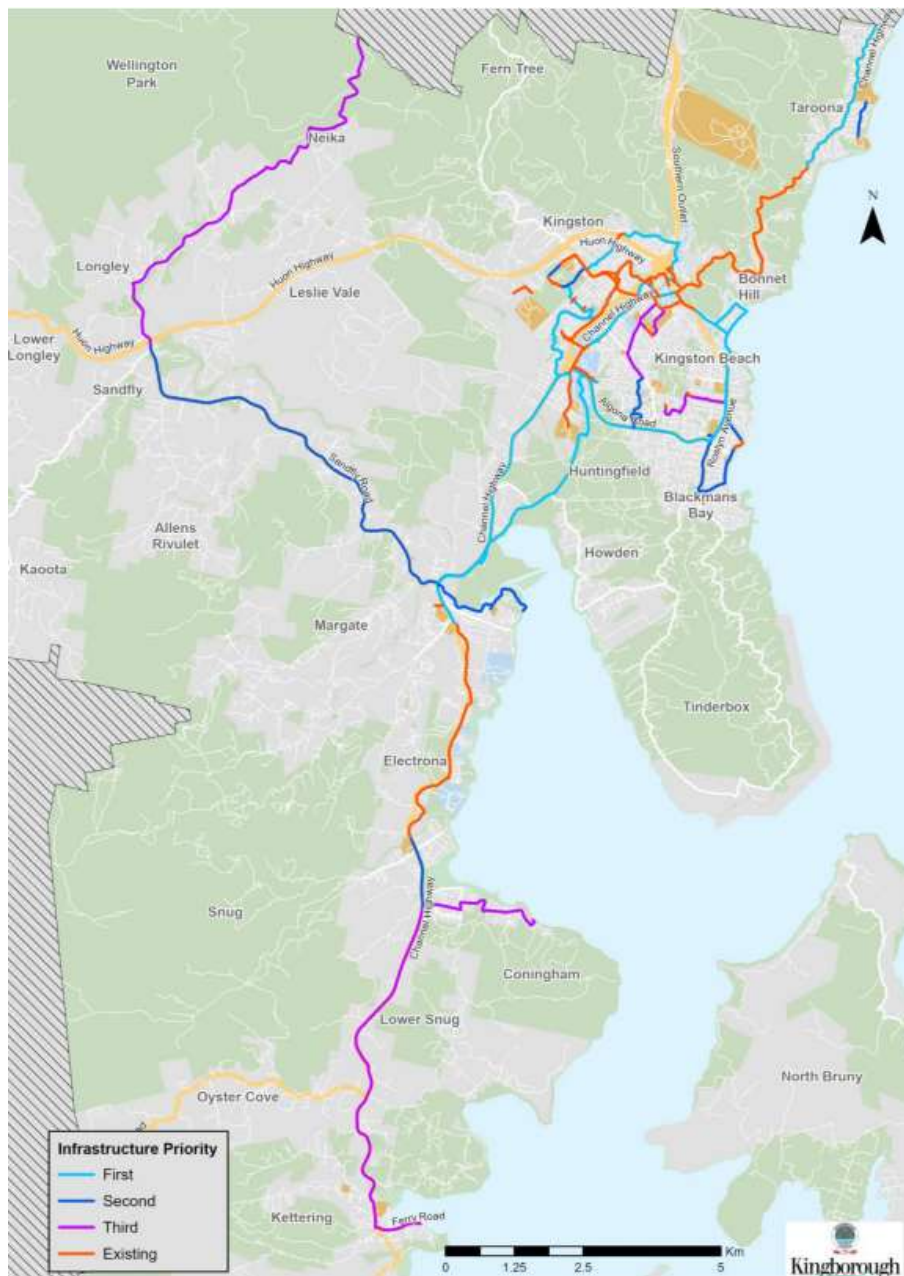 Wellington
Park
Fern Tree
Channel Highway
Taroona
Neika
Southern Outlet
N
Kingston
Huon Highway
Longley
Huon Highway
Leslie Vale
Bonnet
Hill
Channel Highway
Lower
Longley
Huon Highway
Kingston Beach
Sandfly
Algona Road
Roslyn Avenue
Sandfly Road
Channel Highway
Huntingfield
Blackmans
Bay
Allens
Rivulet
Howden
Kaoota
Margate
Tinderbox
Electrona
Snug
Channel Highway
Coningham
Lower Snug
North Bruny
Oyster Cove
Infrastructure Priority
First
Second
Third
Existing
Kettering
Ferry Road
Km
0 1.25 2.5 5
Kingborough